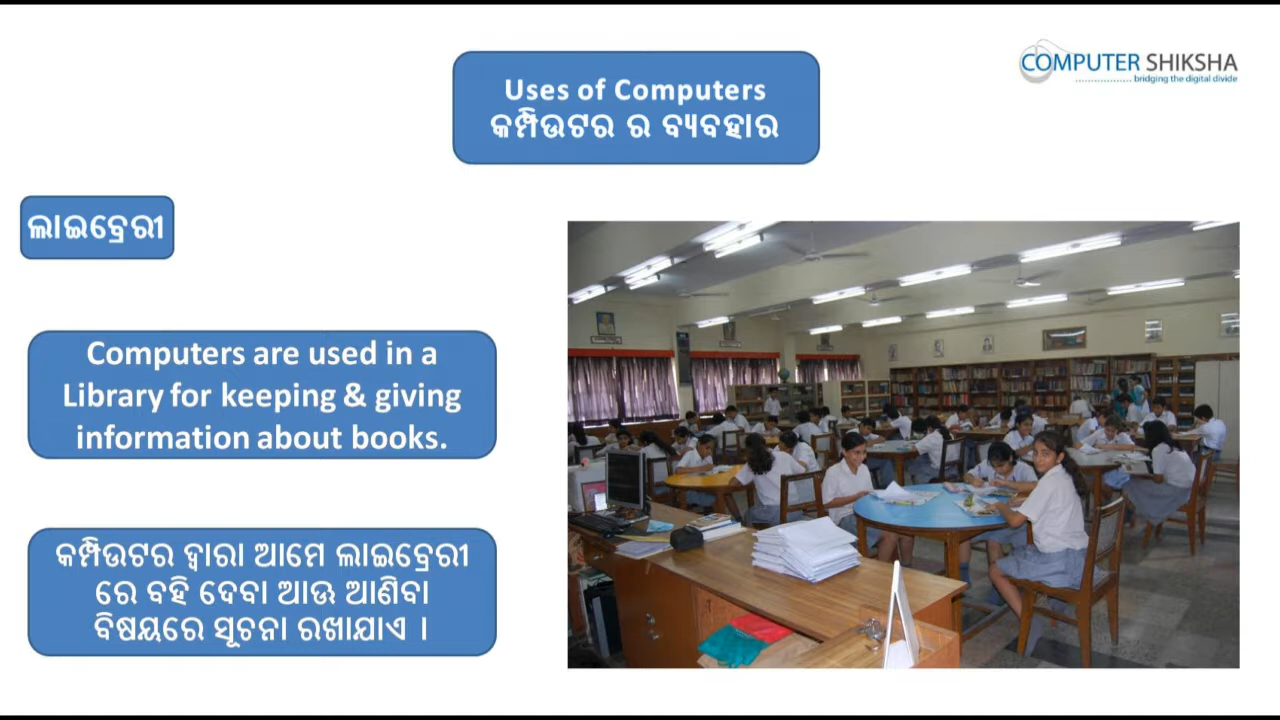 Uses of Computers
କମ୍ପିଉଟର ର ବ୍ୟବହାର
COMPUTER SHIKSHA
bridging the digital divide
ଲାଇବ୍ରେରୀ
Computers are used in a
Library for keeping & giving
information about books.
କମ୍ପିଉଟର ଦ୍ୱାରା ଆମେ ଲାଇବ୍ରେରୀ
ରେ ବହି ଦେବା ଆଉ ଆଣିବା
ବିଷୟରେ ସୂଚନା ରଖାଯାଏ ।